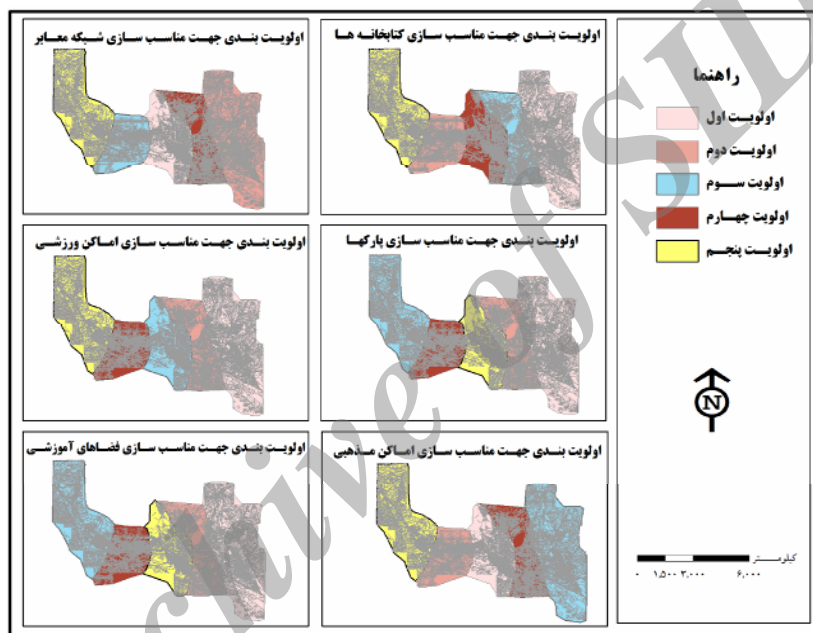 اولویت بندی جهت مناسب سازی کتابخانه ها
اولویت بندی جهت مناسب سازی شبکه معابر
راهنما
اولویت اول
اولویت دوم
اولویت سوم
اولویت چهارم
اولویت پنجم
اولویت بندی جهت مناسب سازی پارکها
اولویت بندی جهت مناسب سازی اماکن ورزشی
N
اولویت بندی جهت مناسب سازی اماکن مذهبی
اولویت بندی جهت مناسب سازی فضاهای آموزشی
کیلومتر
۰ ۱,۵۰۰ ۳,۰۰۰ ۶,۰۰۰
chive of SID